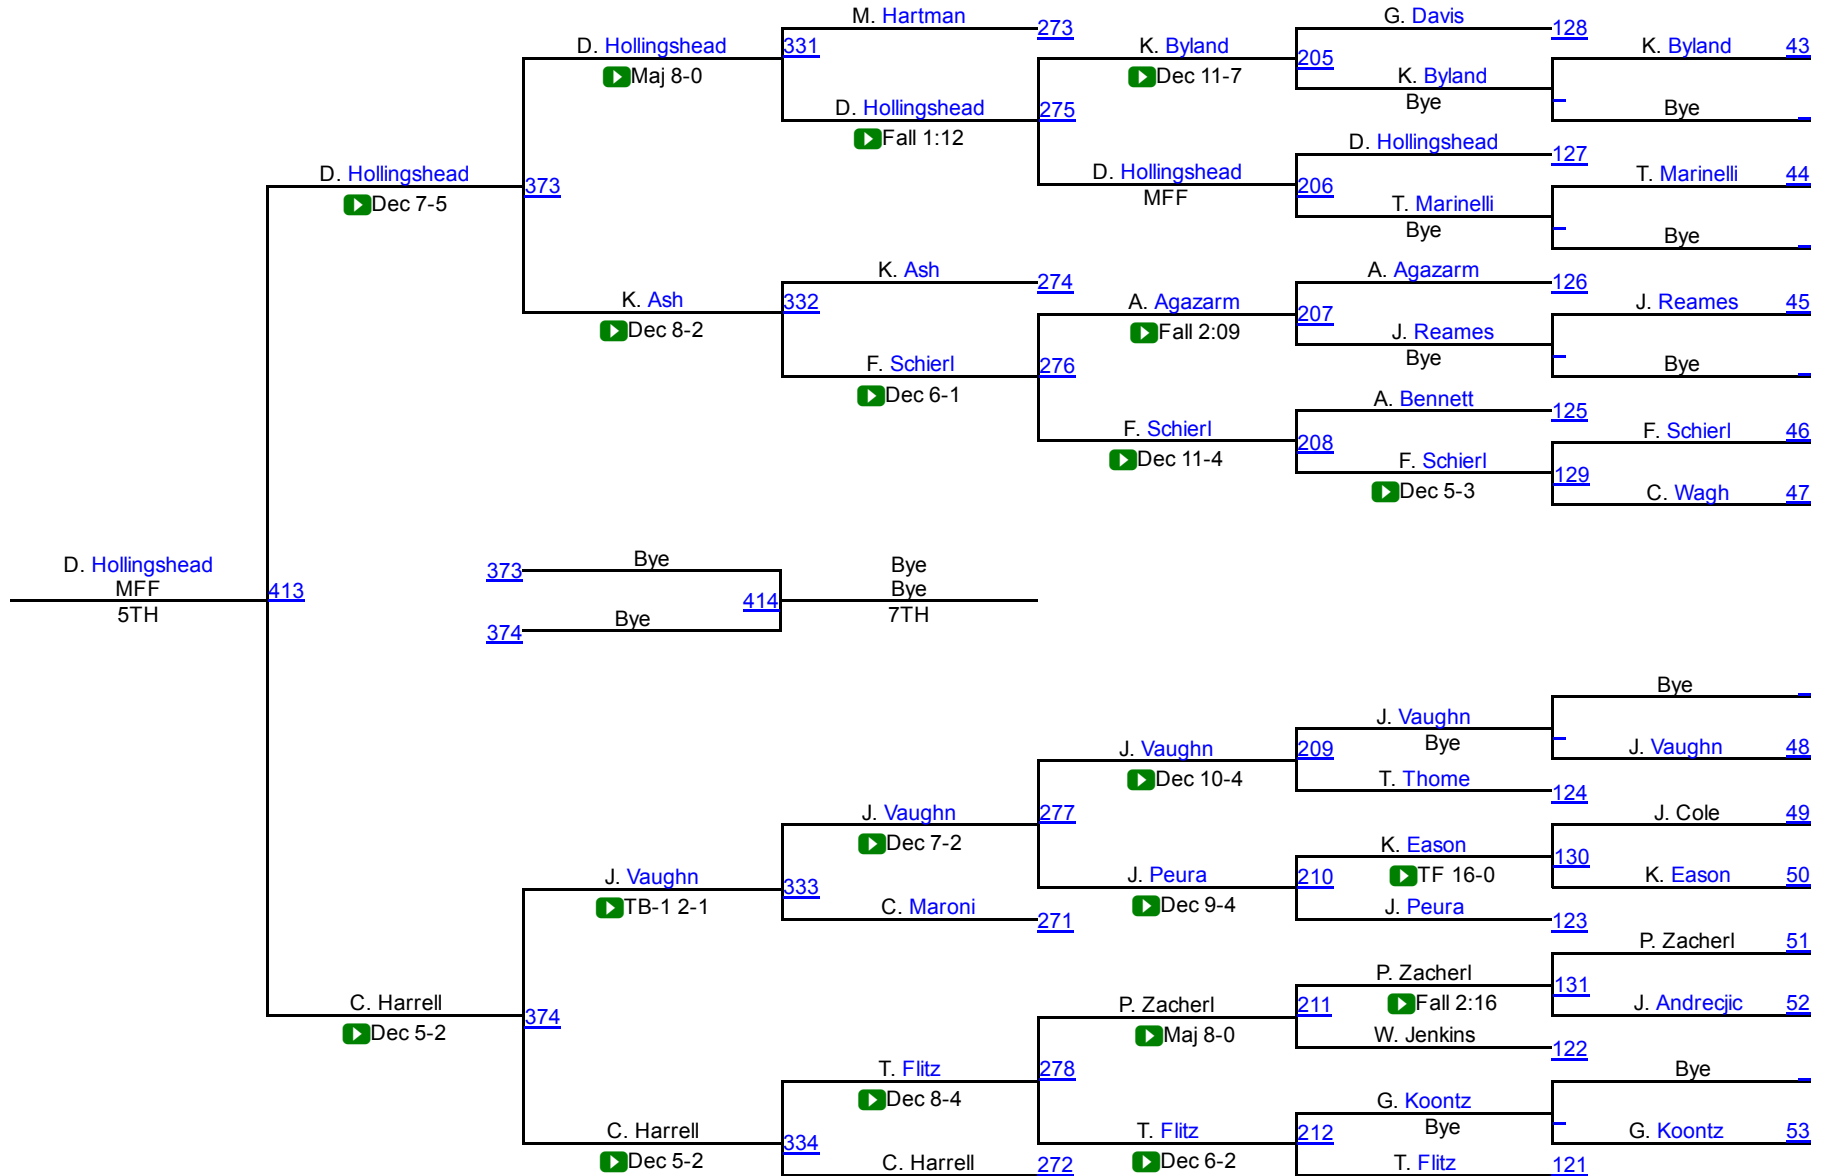 M. Hartman
273
G. Davis
128
D. Hollingshead
331
K. Byland
K. Byland
43
Maj 8-0
Dec 11-7
205
K. Byland
Bye
Bye
D. Hollingshead
275
Fall 1:12
D. Hollingshead
127
D. Hollingshead
373
D. Hollingshead
206
T. Marinelli
44
Dec 7-5
MFF
T. Marinelli
Bye
Bye
K. Ash
274
A. Agazarm
126
K. Ash
332
A. Agazarm
207
J. Reames
45
Dec 8-2
Fall 2:09
J. Reames
Bye
Bye
F. Schierl
276
Dec 6-1
A. Bennett
125
F. Schierl
208
F. Schierl
46
Dec 11-4
F. Schierl
129
Dec 5-3
C. Wagh
47
D. Hollingshead
MFF
413
5TH
373
Bye
414
374
Bye
Bye
Bye
7TH
Bye
J. Vaughn
Bye
J. Vaughn
209
J. Vaughn
48
Dec 10-4
T. Thome
124
J. Vaughn
277
J. Cole
49
Dec 7-2
K. Eason
130
J. Vaughn
333
J. Peura
210
TF 16-0
K. Eason
50
TB-1 2-1
C. Maroni
271
Dec 9-4
J. Peura
123
P. Zacherl
51
P. Zacherl
131
C. Harrell
374
P. Zacherl
211
Fall 2:16
J. Andrecjic
52
Dec 5-2
Maj 8-0
W. Jenkins
122
T. Flitz
278
Bye
Dec 8-4
G. Koontz
Bye
C. Harrell
334
T. Flitz
212
G. Koontz
53
Dec 5-2
C. Harrell
272
Dec 6-2
T. Flitz
121